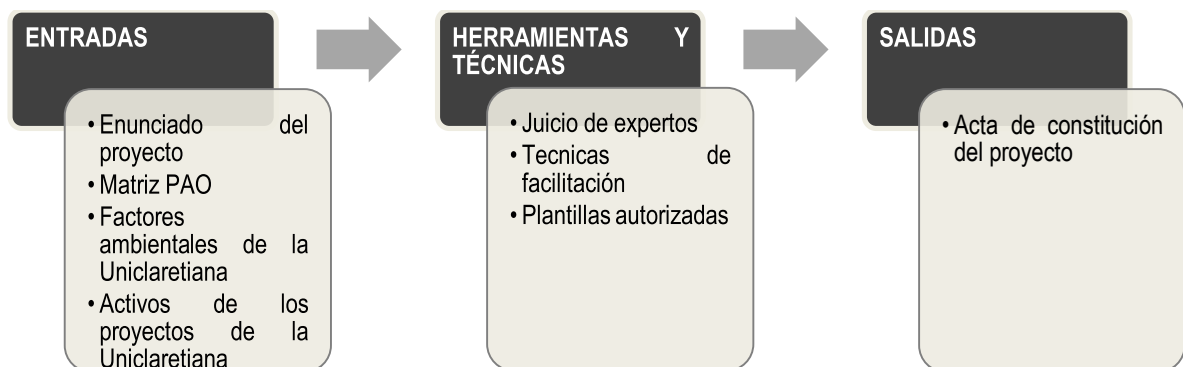 ENTRADAS
• Enunciado del
proyecto
• Matriz PAO
• Factores
ambientales de la
Uniclaretiana
• Activos de los
proyectos de la
Uniclaretiana
HERRAMIENTAS Y
TÉCNICAS
• Juicio de expertos
• Tecnicas de
facilitación
• Plantillas autorizadas
SALIDAS
• Acta de constitución
del proyecto